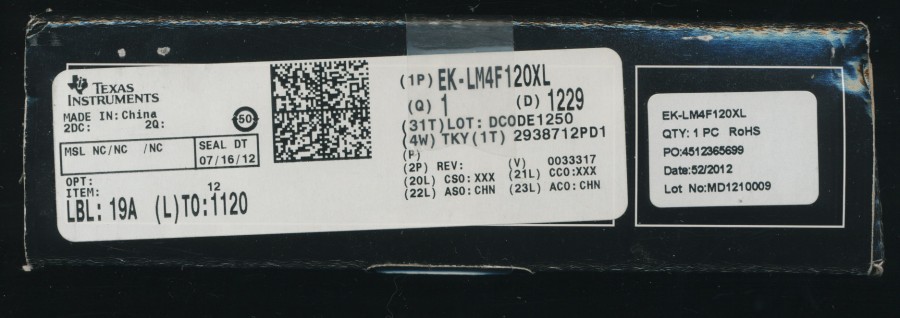 TEXAS
INSTRUMENTS
MADE IN: China
2DC: 2Q:
50
MSL NC/NC /NC
SEAL DT
07/16/12
OPT:
ITEM:
12
LBL: 19A (L)TO:1120
(1P) EK-LM4F120XL
(Q) 1 (D) 1229
(31T)LOT: DCODE1250
(4W) TKY(1T) 2938712PD1
(P)
(2P) REV: (V) 0033317
(20L) CSO: XXX (21L) CCO:XXX
(22L) ASO: CHN (23L) ACO: CHN
EK-LM4F120XL
QTY: 1 PC RoHS
PO:4512365699
Date:52/2012
Lot No:MD1210009